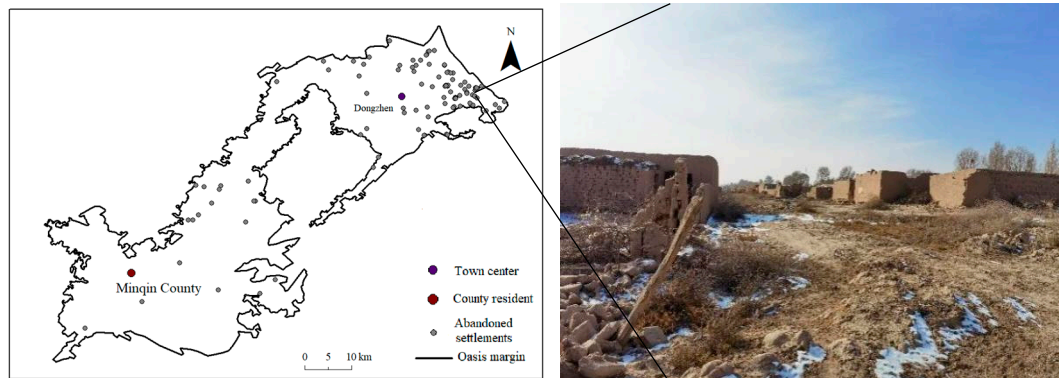 N
Dongzhen
Minqin County
Town center
County resident
Abandoned
settlements
Oasis margin
0 5 10 km